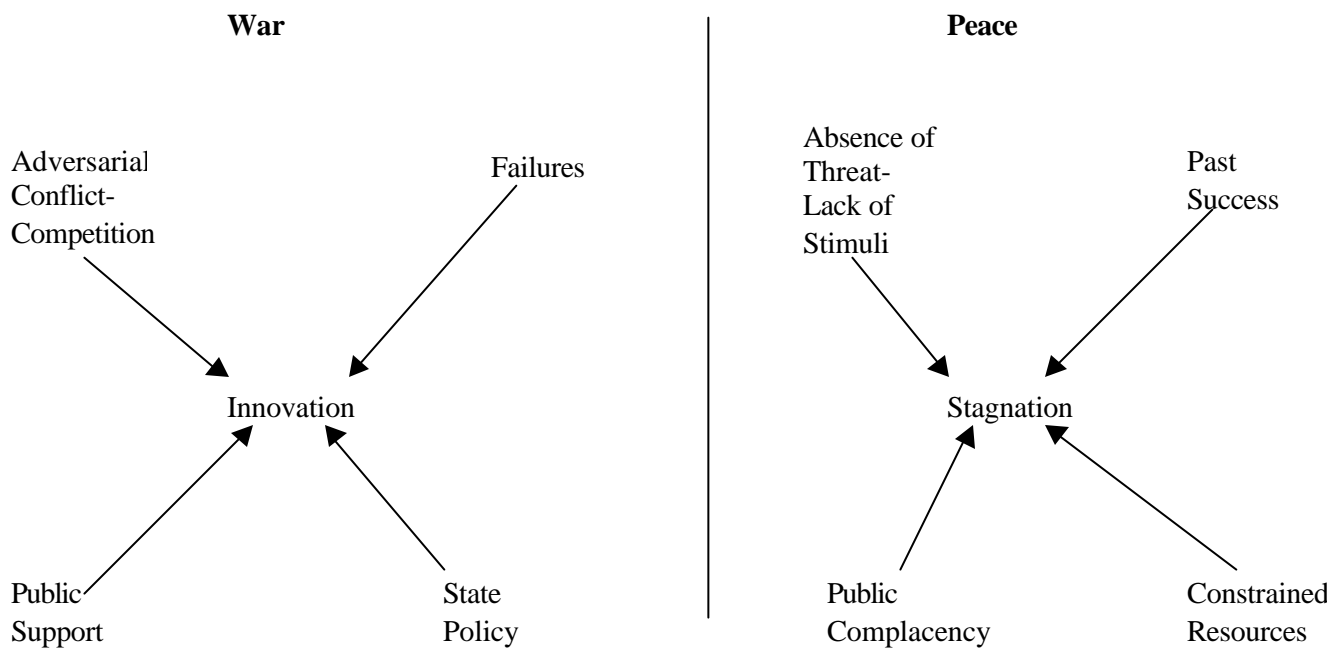 War
Peace
Adversarial
Conflict-
Competition
Failures
Absence of
Threat-
Lack of
Stimuli
Past
Success
Innovation
Stagnation
Public
Support
State
Policy
Public
Complacency
Constrained
Resources